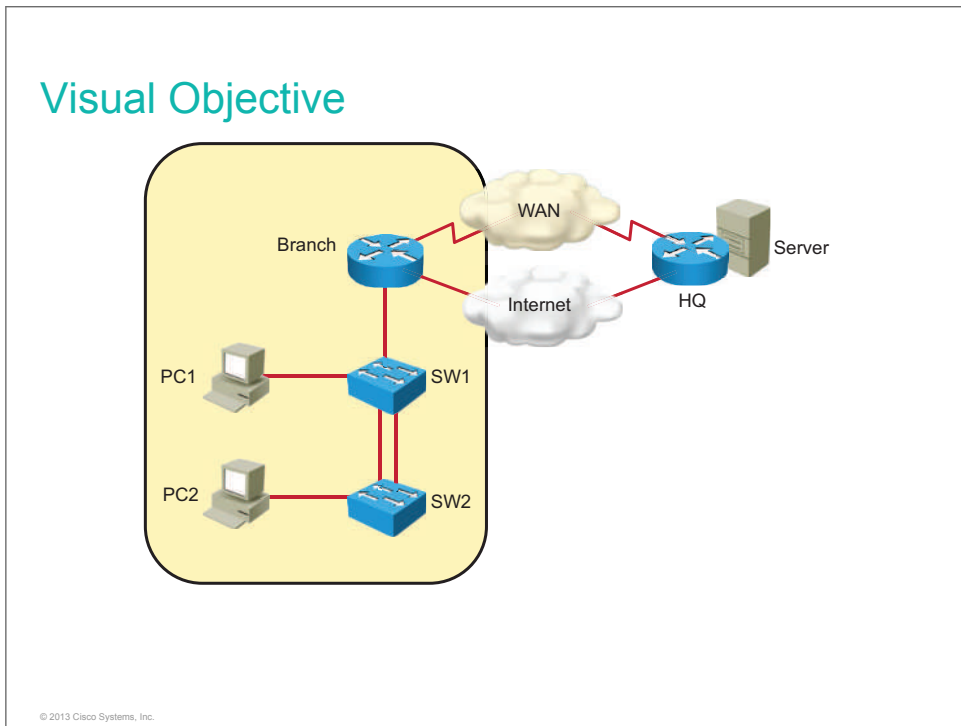 Visual Objective
WAN
Branch
Server
Internet
HQ
PC1
SW1
PC2
SW2
© 2013 Cisco Systems, Inc.